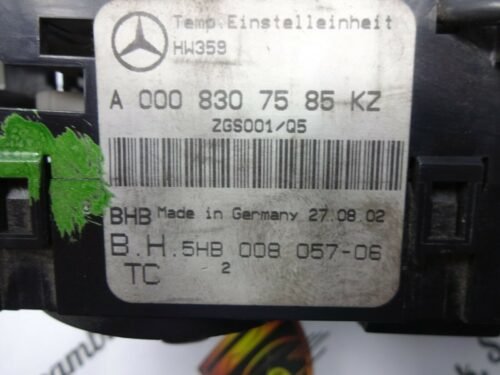 Temp.Einstelleinheit
HW359
A 000 830 75 85 KZ
ZGS001/Q5
BHB Made in Germany 27.08.02
B.H.5HB 008 057-06
TC 2